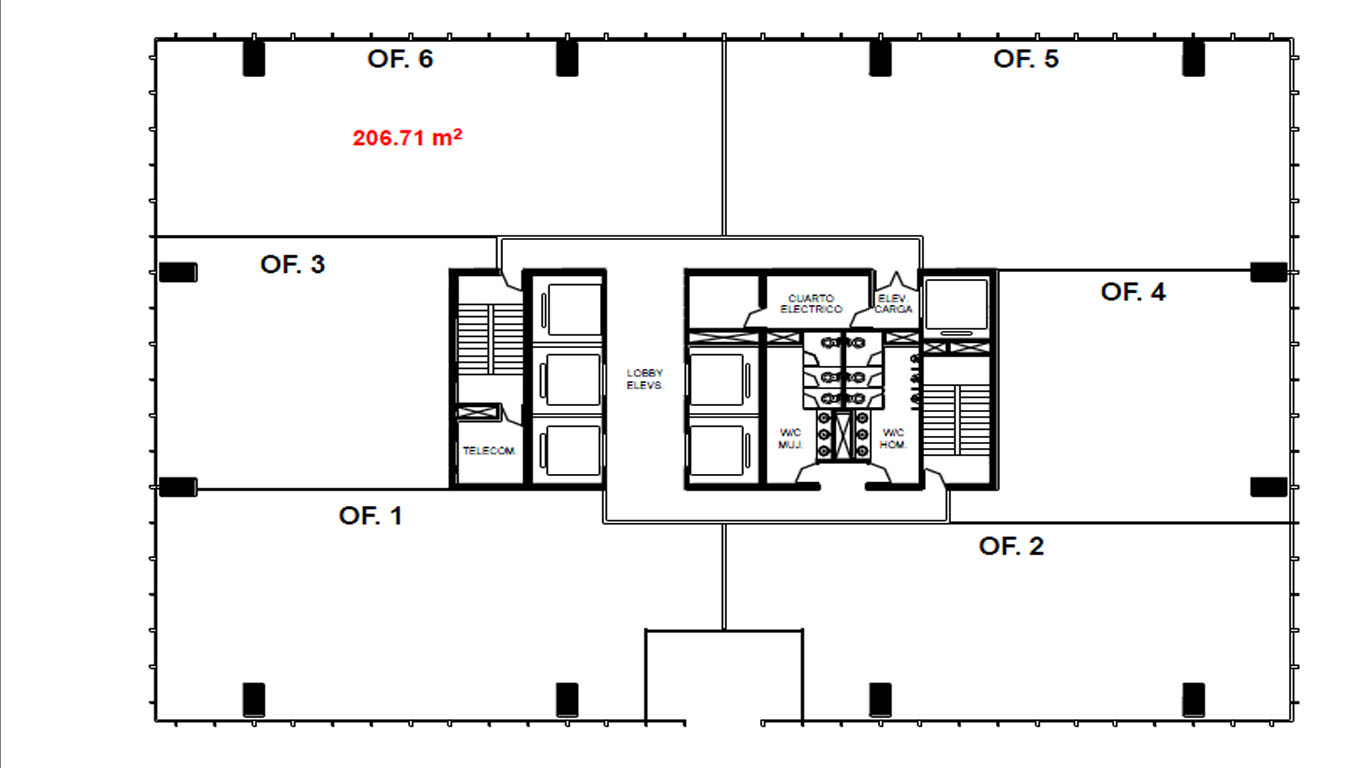 OF. 6
OF. 5
206.71 m²
OF. 3
OF. 4
CUARTO
ELECTRICO
ELEV.
CARGA
LOBBY
ELEVS.
W/C
MUJ.
W/C
HOM.
TELECOM.
OF. 1
OF. 2